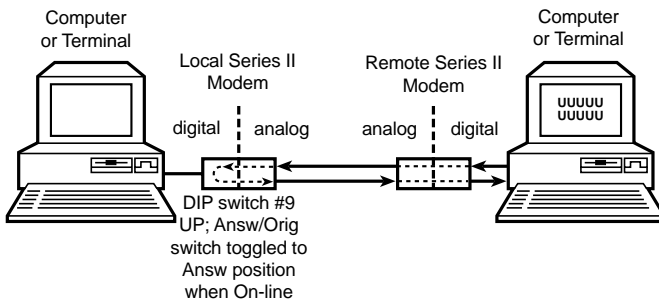 Computer
or Terminal
Computer
or Terminal
Local Series II
Modem
Remote Series II
Modem
digital
analog
analog
digital
UUUUU
UUUUU
DIP switch #9
UP; Answ/Orig
switch toggled to
Answ position
when On-line